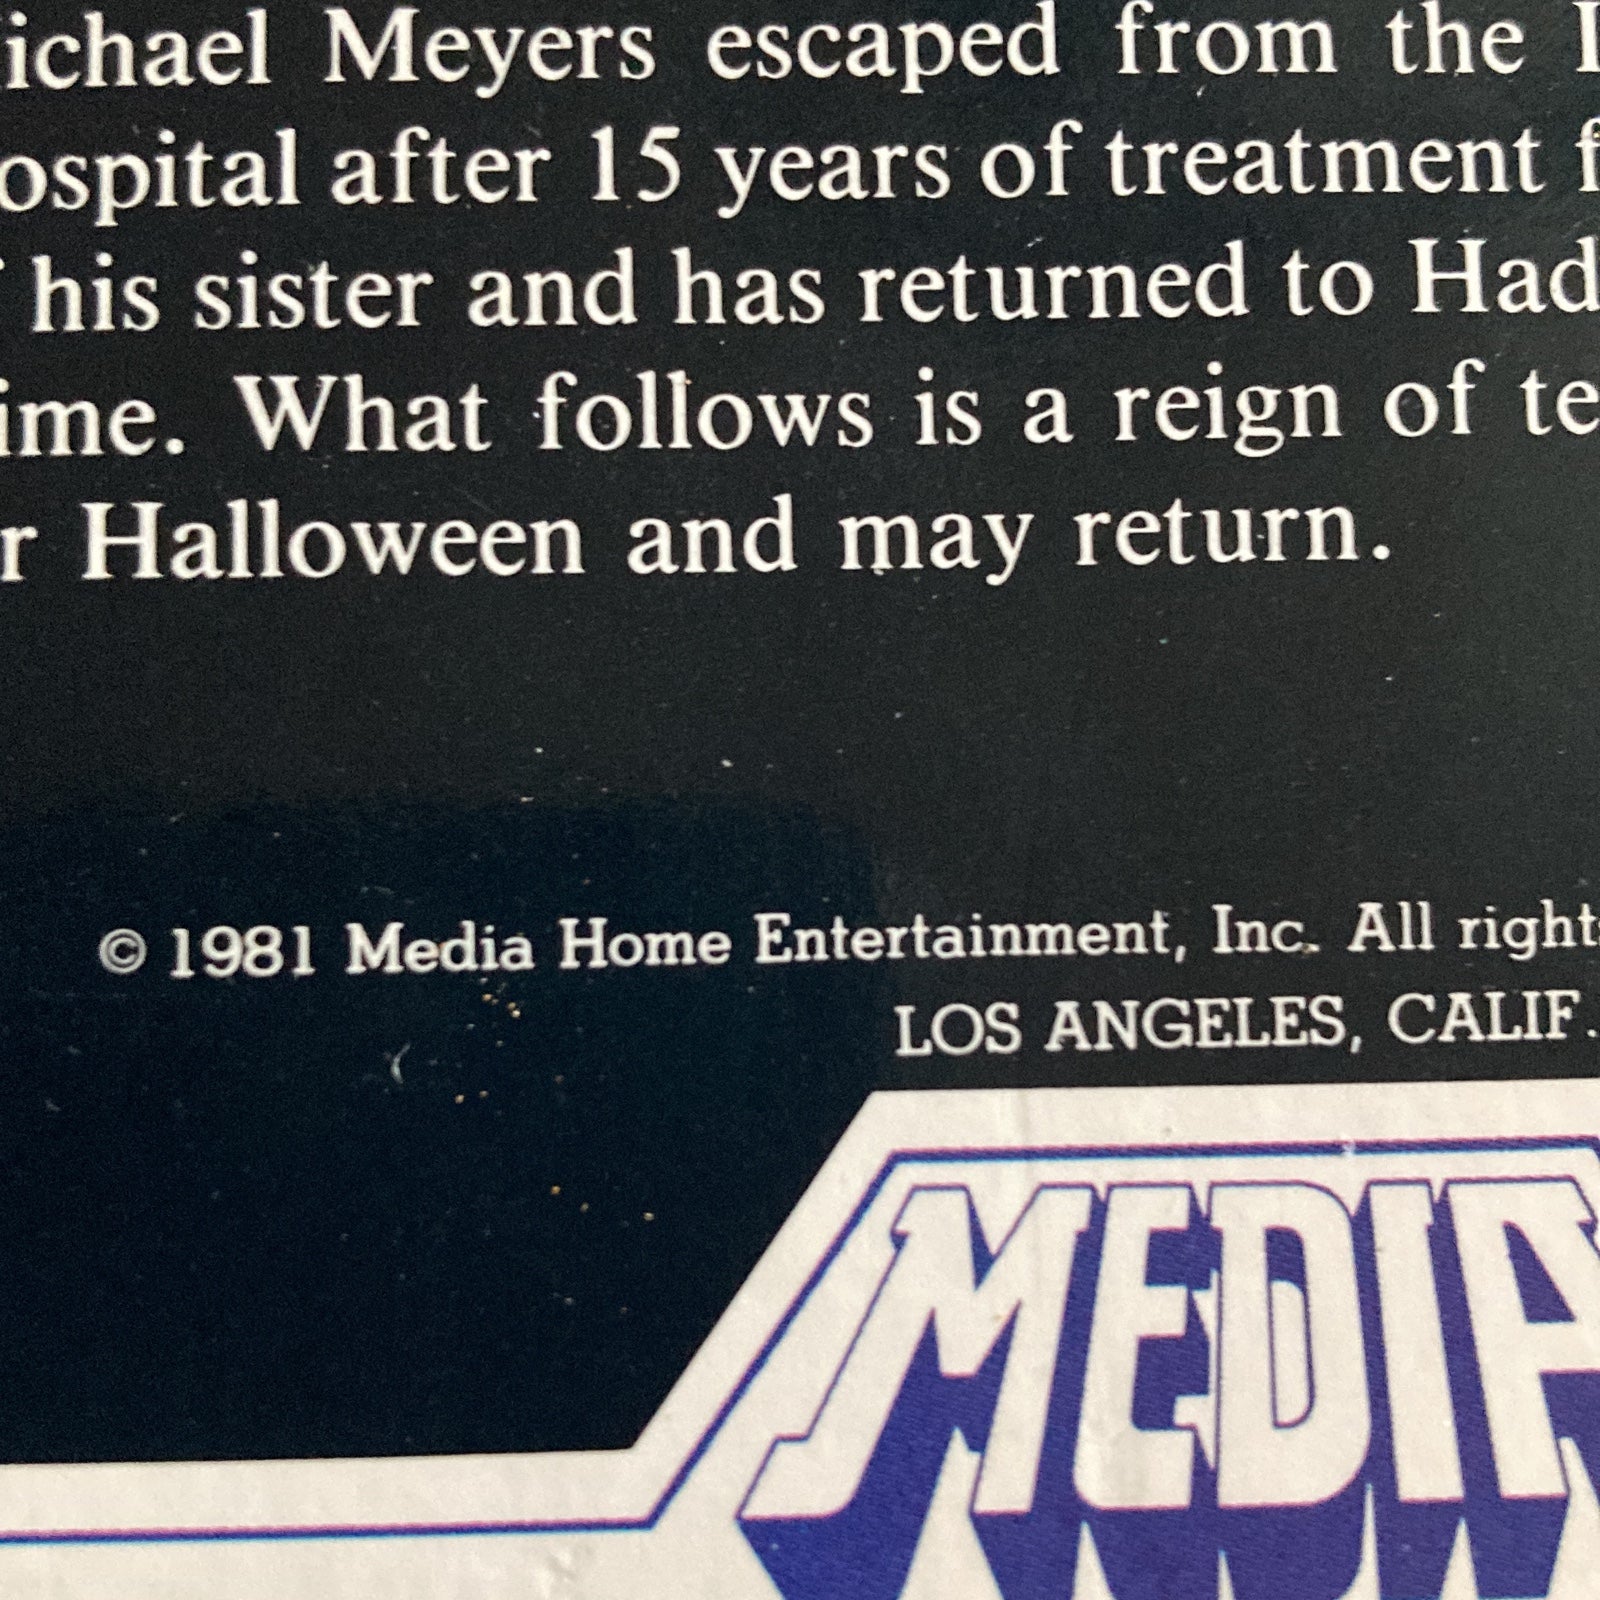 ichael Meyers escaped from the
ospital after 15 years of treatment f
his sister and has returned to Had
ime. What follows is a reign of te
r Halloween and may return.
© 1981 Media Home Entertainment, Inc. All rights
LOS ANGELES, CALIF.
MEDIA